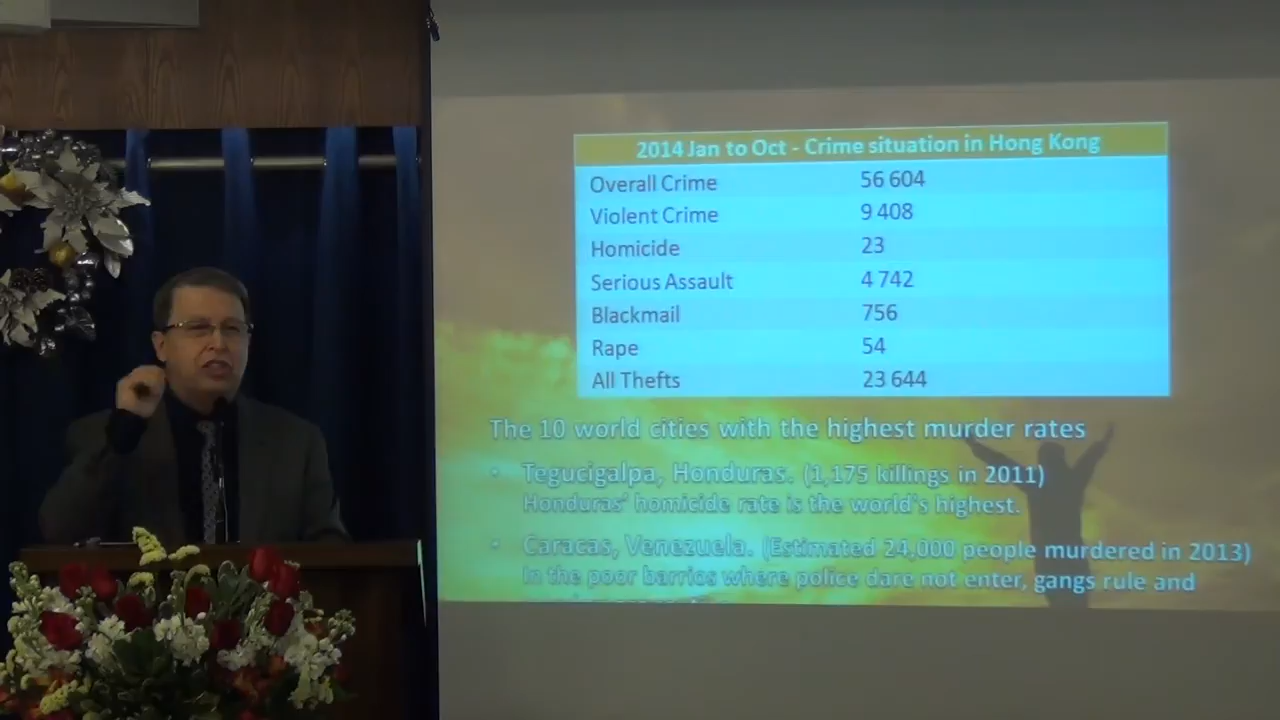 2014 Jan to Oct - Crime situation in Hong Kong
Overall Crime 56 604
Violent Crime 9 408
Homicide 23
Serious Assault 4 742
Blackmail 756
Rape 54
All Thefts 23 644
The 10 world cities with the highest murder rates
• Tegucigalpa, Honduras. (1,175 killings in 2011)
Honduras' homicide rate is the world's highest.
• Caracas, Venezuela. (Estimated 24,000 people murdered in 2013)
In the poor barrios where police dare not enter, gangs rule and